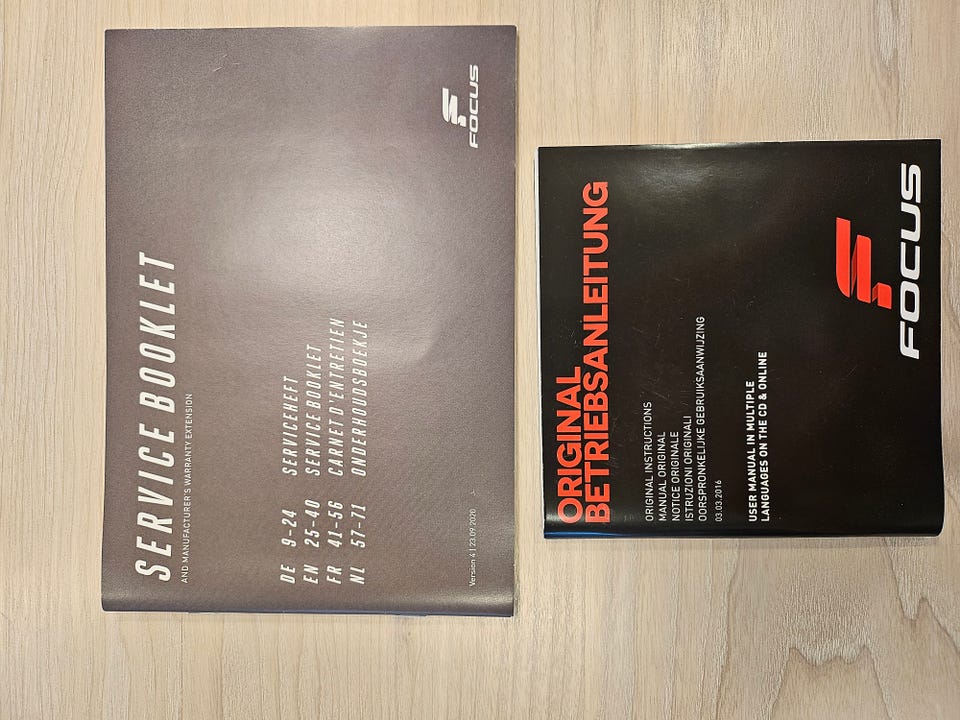 SERVICE BOOKLET
AND MANUFACTURER'S WARRANTY EXTENSION
DE 9-24 SERVICEHEFT
EN 25-40 SERVICE BOOKLET
FR 41-56 CARNET D'ENTRETIEN
NL 57-71 ONDERHOUDSBOEKJE
Version 4 | 23.09.2020
FOCUS
ORIGINAL
BETRIEBSANLEITUNG
ORIGINAL INSTRUCTIONS
MANUAL ORIGINAL
NOTICE ORIGINALE
ISTRUZIONI ORIGINALI
OORSPRONKELIJKE GEBRUIKSAANWIJZING
03.03.2016
USER MANUAL IN MULTIPLE
LANGUAGES ON THE CD & ONLINE
FOCUS